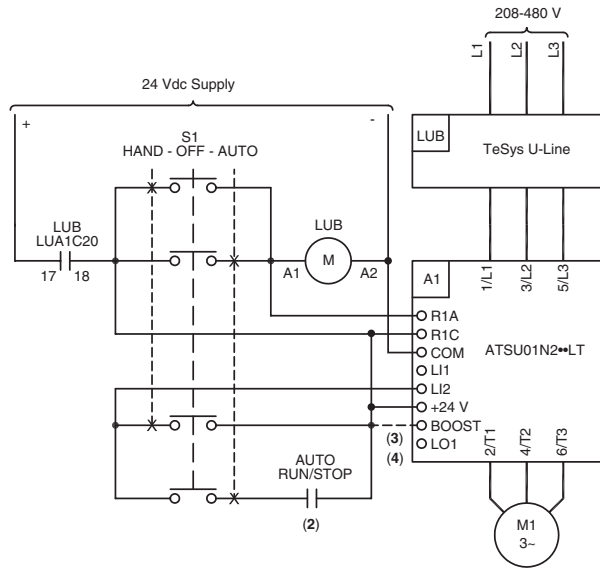 208-480 V
L1
L2
L3
24 Vdc Supply
+
-
LUB
TeSys U-Line
S1
HAND - OFF - AUTO
LUB
LUA1C20
17 18
LUB
A1 M A2
A1
1/L1
3/L2
5/L3
R1A
R1C
COM
ATSU01N2••LT
LI1
LI2
+24 V
BOOST
(3)
LO1
(4)
2/T1
4/T2
6/T3
AUTO
RUN/STOP
(2)
M1
3~